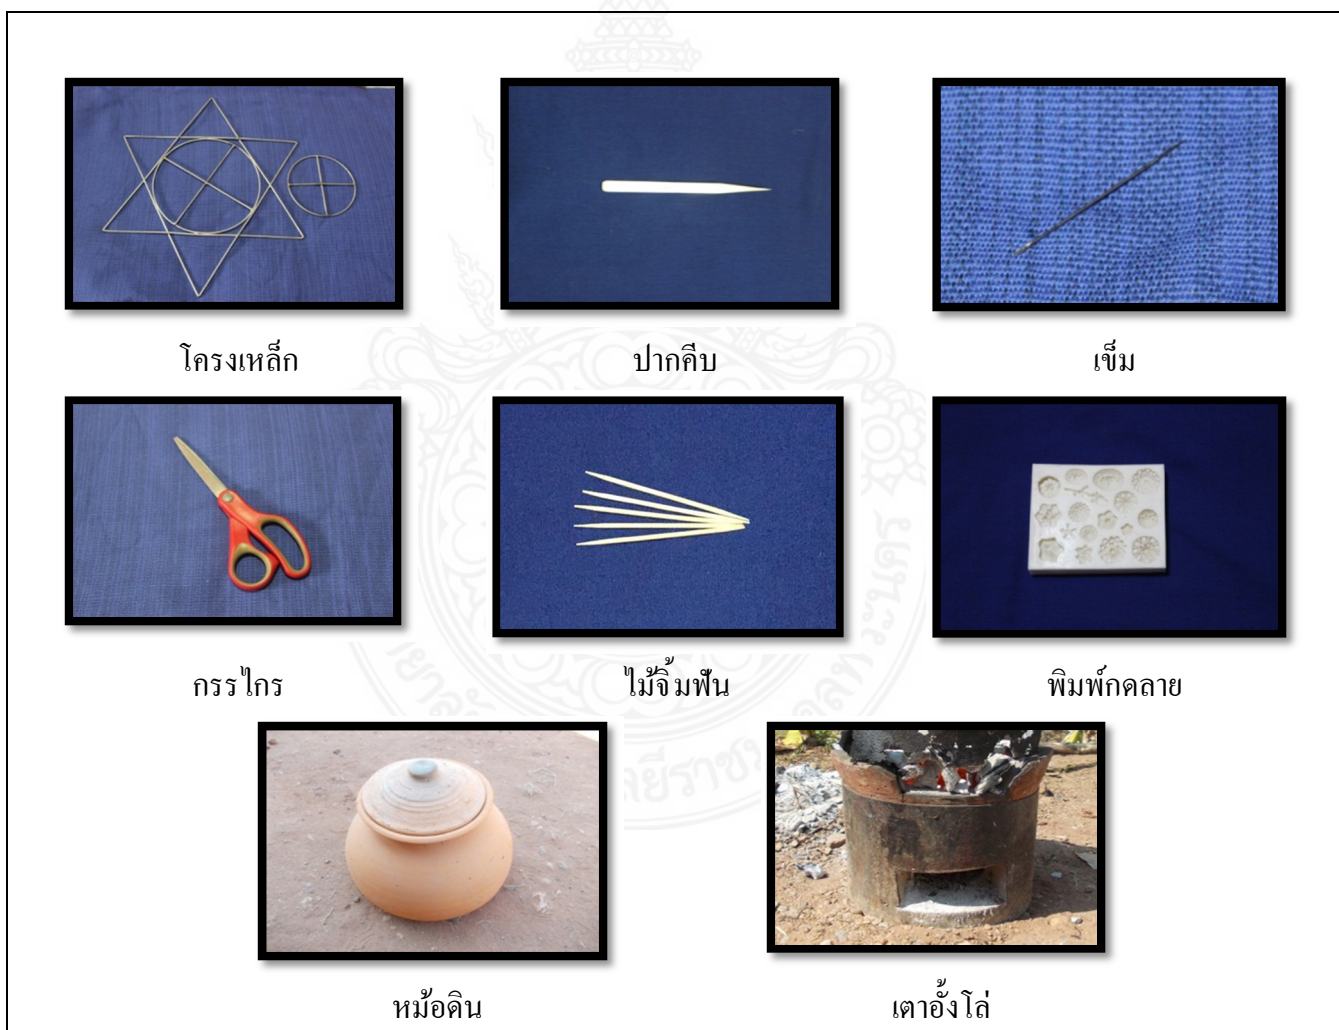 โครงเหล็ก ปากคีบ เข็ม
กรรไกร ไม้จิ้มฟัน พิมพ์กดลาย
หม้อดิน เตาอั้งโล่